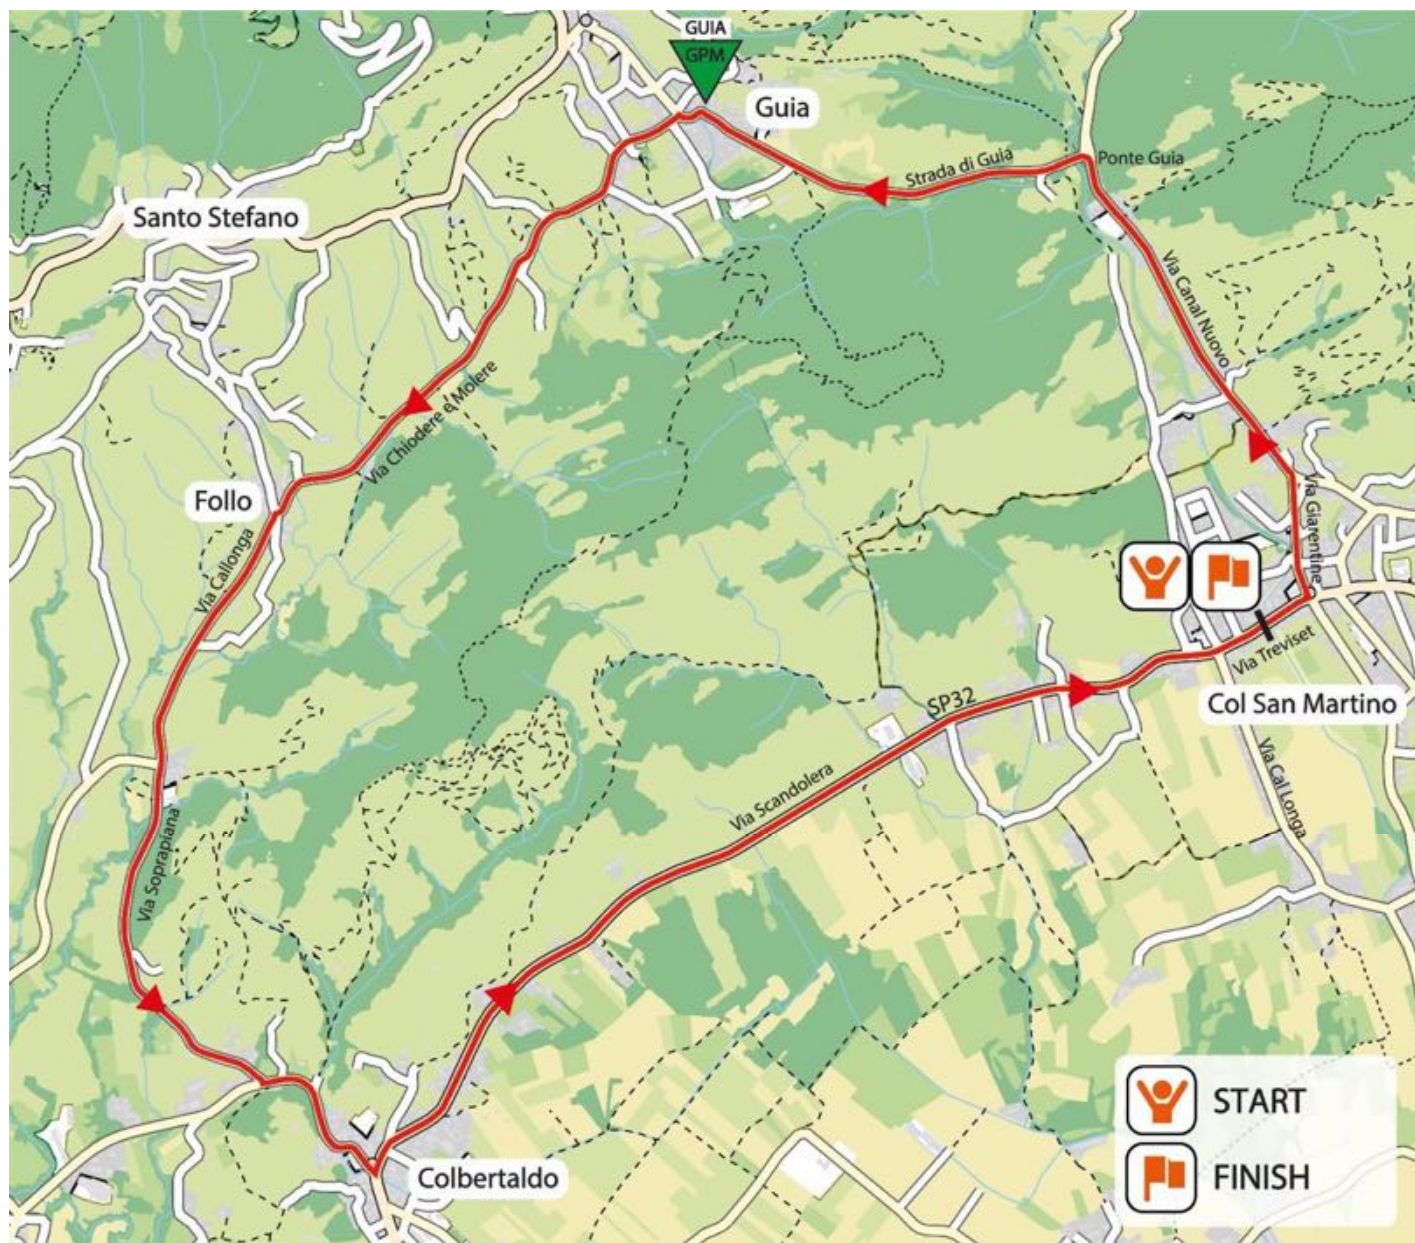 GUIA
GPM
Guia
Strada di Guia
Ponte Guia
Santo Stefano
Via Canal Nuovo
Via Chiodere e Molere
Follo
Via Giarentine
Via Callonga
Via Treviset
SP32
Col San Martino
Via Scandolera
Via Cal Longa
Via Soprapiana
Colbertaldo
START
FINISH